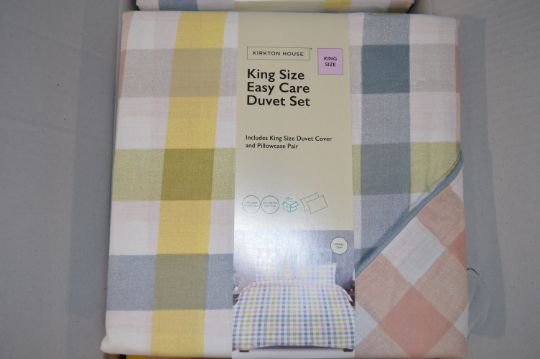 KIRKTON HOUSE
KING
SIZE
King Size
Easy Care
Duvet Set
Includes King Size Duvet Cover
and Pillowcase Pair